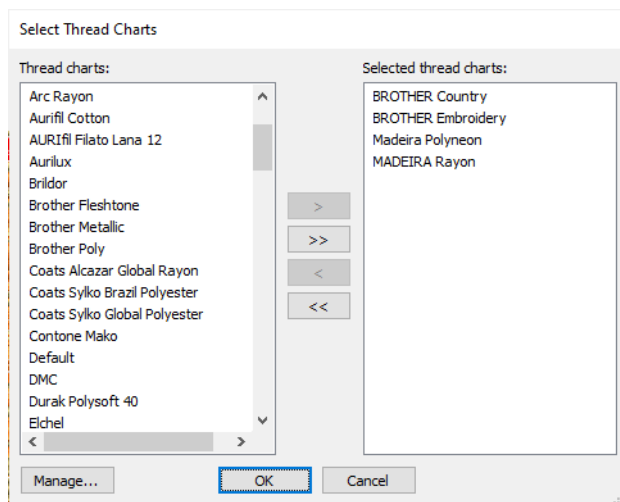 Select Thread Charts
Thread charts:
Arc Rayon
Aurifil Cotton
AURIfil Filato Lana 12
Aurilux
Brildor
Brother Fleshtone
Brother Metallic
Brother Poly
Coats Alcazar Global Rayon
Coats Sylko Brazil Polyester
Coats Sylko Global Polyester
Contone Mako
Default
DMC
Durak Polysoft 40
Elchel
>
>>
<
<<
Selected thread charts:
BROTHER Country
BROTHER Embroidery
Madeira Polyneon
MADEIRA Rayon
Manage...
OK
Cancel